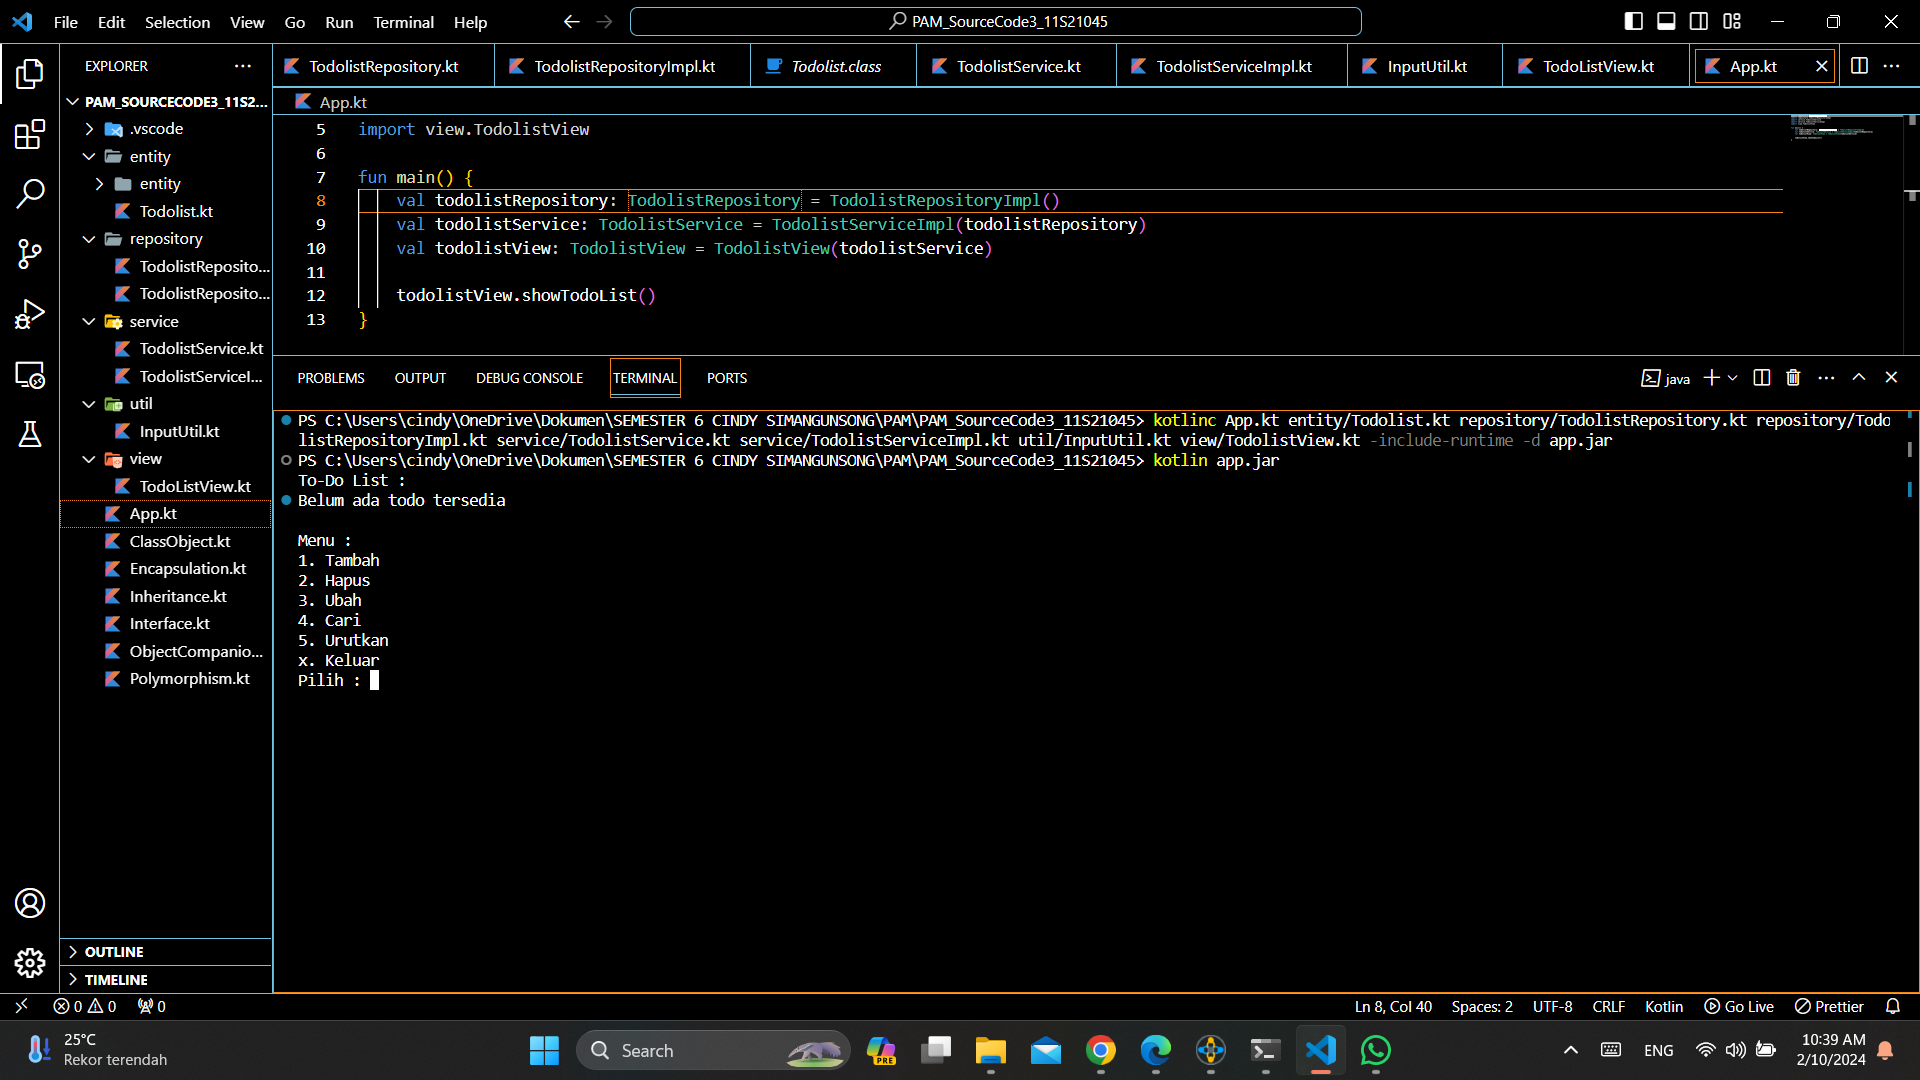 File Edit Selection View Go Run Terminal Help
PAM_SourceCode3_11S21045
EXPLORER
PAM_SOURCECODE3_11S2...
.vscode
entity
entity
Todolist.kt
repository
TodolistReposito...
TodolistReposito...
service
TodolistService.kt
TodolistServiceI...
util
InputUtil.kt
view
TodoListView.kt
App.kt
ClassObject.kt
Encapsulation.kt
Inheritance.kt
Interface.kt
ObjectCompanio...
Polymorphism.kt
OUTLINE
TIMELINE
TodolistRepository.kt TodolistRepositoryImpl.kt Todolist.class TodolistService.kt TodolistServiceImpl.kt InputUtil.kt TodoListView.kt App.kt
App.kt
5 import view.TodolistView
6
7 fun main() {
8 val todolistRepository: TodolistRepository = TodolistRepositoryImpl()
9 val todolistService: TodolistService = TodolistServiceImpl(todolistRepository)
10 val todolistView: TodolistView = TodolistView(todolistService)
11
12 todolistView.showTodoList()
13 }
PROBLEMS OUTPUT DEBUG CONSOLE TERMINAL PORTS
java
PS C:\Users\cindy\OneDrive\Dokumen\SEMESTER 6 CINDY SIMANGUNSONG\PAM\PAM_SourceCode3_11S21045> kotlinc App.kt entity/Todolist.kt repository/TodolistRepository.kt repository/Todo
listRepositoryImpl.kt service/TodolistService.kt service/TodolistServiceImpl.kt util/InputUtil.kt view/TodolistView.kt -include-runtime -d app.jar
PS C:\Users\cindy\OneDrive\Dokumen\SEMESTER 6 CINDY SIMANGUNSONG\PAM\PAM_SourceCode3_11S21045> kotlin app.jar
To-Do List :
Belum ada todo tersedia
Menu :
1. Tambah
2. Hapus
3. Ubah
4. Cari
5. Urutkan
x. Keluar
Pilih :
0 0 0
Ln 8, Col 40 Spaces: 2 UTF-8 CRLF Kotlin Go Live Prettier
25°C
Rekor terendah
Search
PRE
ENG
10:39 AM
2/10/2024